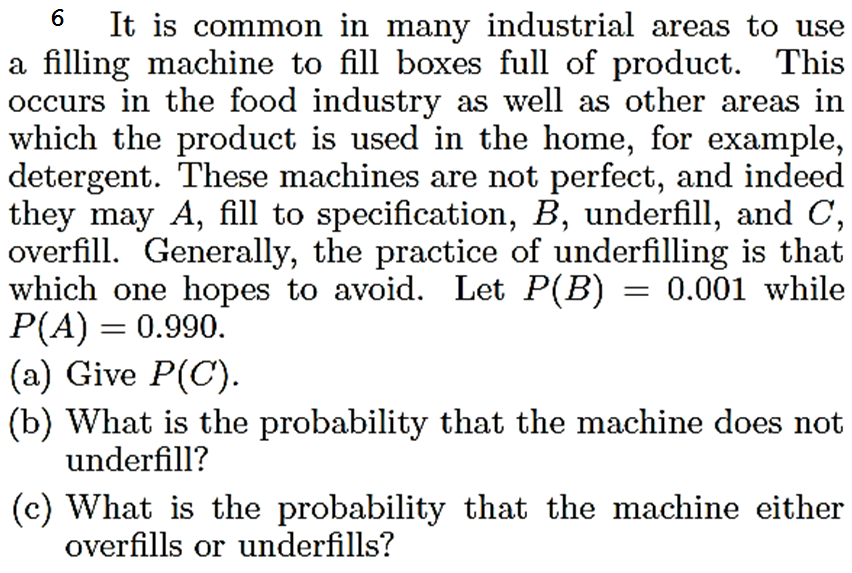 6 It is common in many industrial areas to use
a filling machine to fill boxes full of product. This
occurs in the food industry as well as other areas in
which the product is used in the home, for example,
detergent. These machines are not perfect, and indeed
they may A, fill to specification, B, underfill, and C,
overfill. Generally, the practice of underfilling is that
which one hopes to avoid. Let P(B) = 0.001 while
P(A) = 0.990.
(a) Give P(C).
(b) What is the probability that the machine does not
underfill?
(c) What is the probability that the machine either
overfills or underfills?